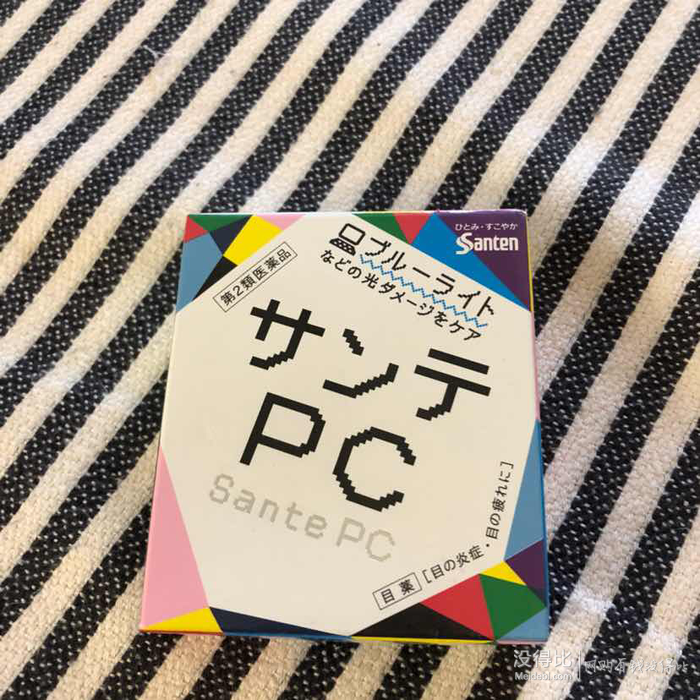 ひとみ・すこやか
Santen
ブルーライト
などの光ダメージをケア
第2類医薬品
サンテ
PC
Sante PC
目薬 [目の炎症・目の疲れに]
没得比
Meidebi.com